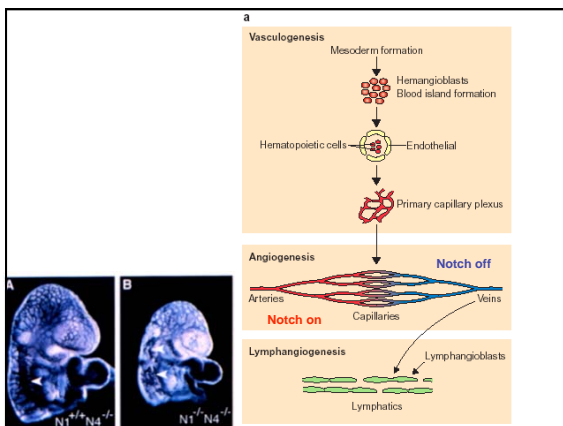 a
Vasculogenesis
Mesoderm formation
Hemangioblasts
Blood island formation
Hematopoietic cells
Endothelial
Primary capillary plexus
Angiogenesis
Notch off
Arteries
Notch on
Capillaries
Veins
Lymphangiogenesis
Lymphangioblasts
Lymphatics
A
B
N1+/+N4-/-
N1-/-N4-/-